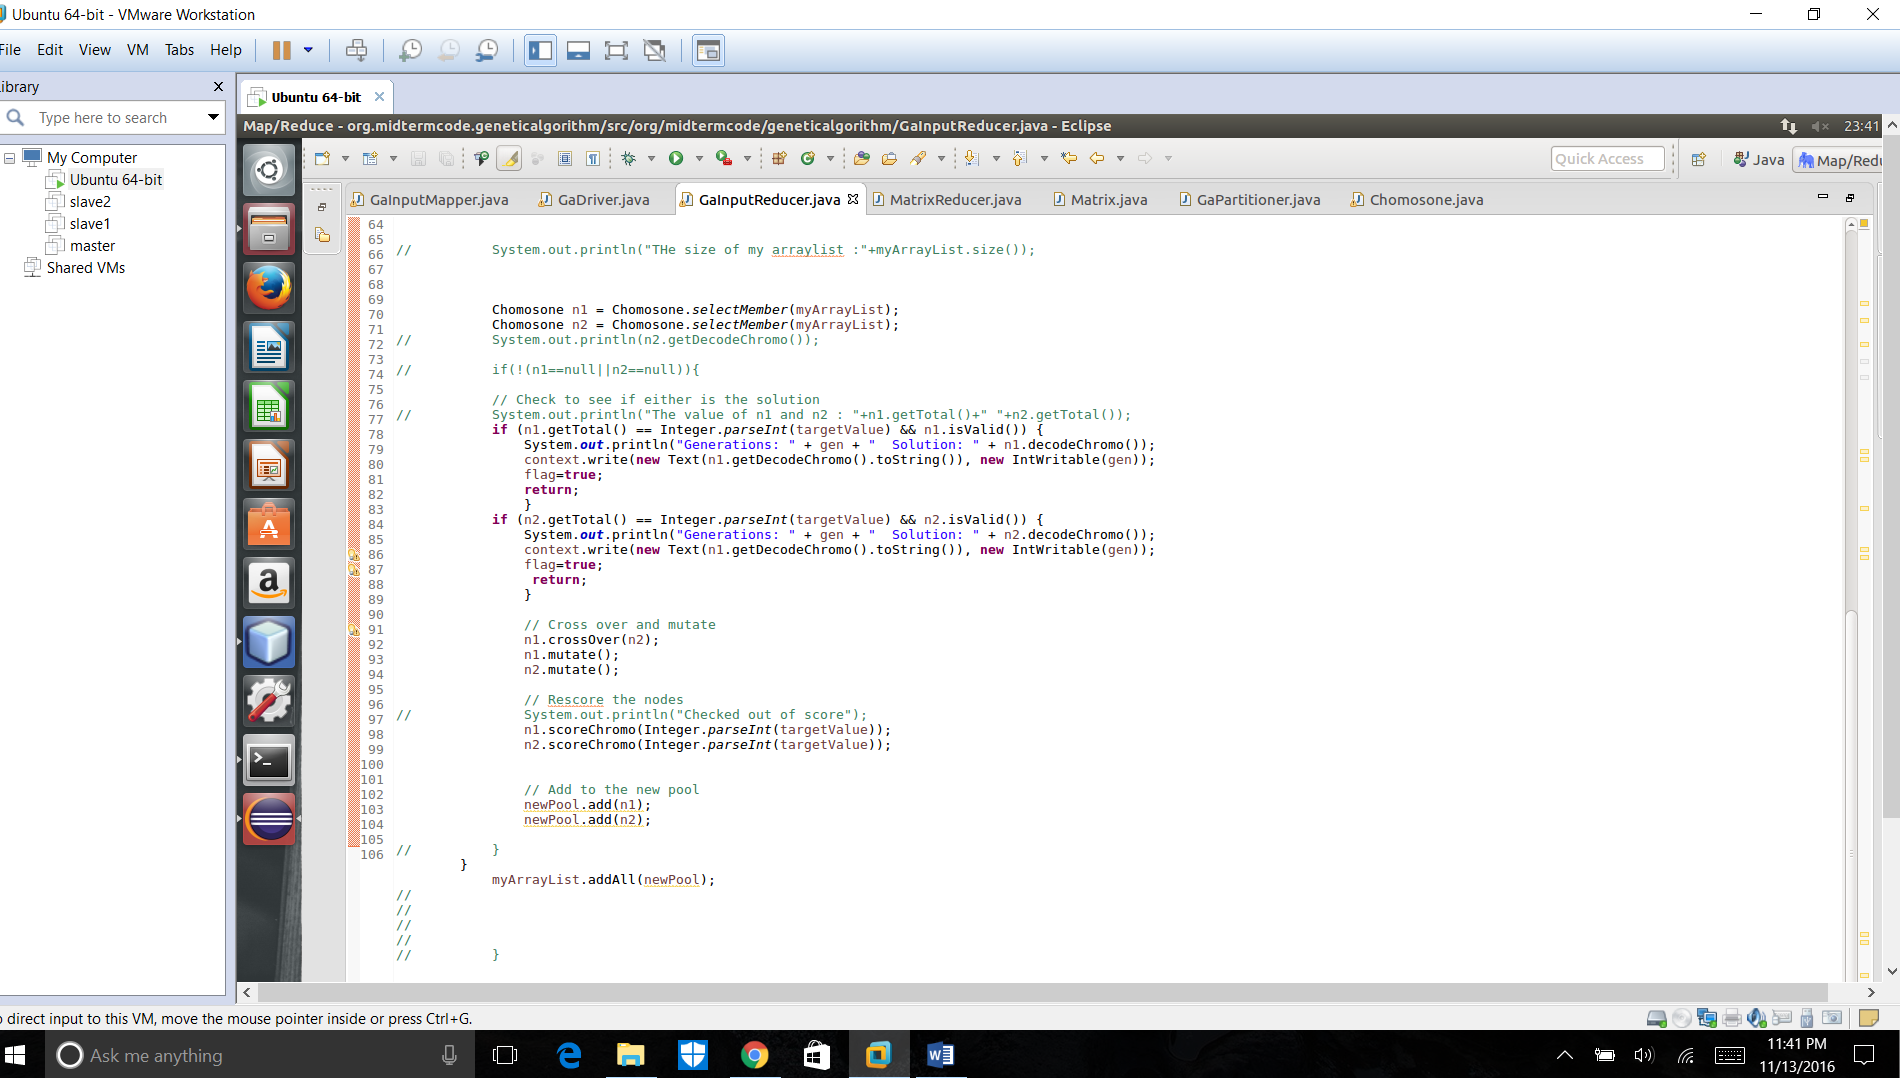 Ubuntu 64-bit - VMware Workstation
File Edit View VM Tabs Help
Library
Type here to search
My Computer
Ubuntu 64-bit
slave2
slave1
master
Shared VMs
Ubuntu 64-bit
Map/Reduce - org.midtermcode.geneticalgorithm/src/org/midtermcode/geneticalgorithm/GaInputReducer.java - Eclipse
23:41
Quick Access
Java
Map/Redu
GaInputMapper.java GaDriver.java GaInputReducer.java MatrixReducer.java Matrix.java GaPartitioner.java Chomosone.java
64
65
66 // System.out.println("THe size of my arraylist :"+myArrayList.size());
67
68
69
70 Chomosone n1 = Chomosone.selectMember(myArrayList);
71 Chomosone n2 = Chomosone.selectMember(myArrayList);
72 // System.out.println(n2.getDecodeChromo());
73
74 // if(!(n1==null||n2==null)){
75
76 // Check to see if either is the solution
77 // System.out.println("The value of n1 and n2 : "+n1.getTotal()+" "+n2.getTotal());
78 if (n1.getTotal() == Integer.parseInt(targetValue) && n1.isValid()) {
79 System.out.println("Generations: " + gen + "  Solution: " + n1.decodeChromo());
80 context.write(new Text(n1.getDecodeChromo().toString()), new IntWritable(gen));
81 flag=true;
82 return;
83 }
84 if (n2.getTotal() == Integer.parseInt(targetValue) && n2.isValid()) {
85 System.out.println("Generations: " + gen + "  Solution: " + n2.decodeChromo());
86 context.write(new Text(n1.getDecodeChromo().toString()), new IntWritable(gen));
87 flag=true;
88 return;
89 }
90
91 // Cross over and mutate
92 n1.crossOver(n2);
93 n1.mutate();
94 n2.mutate();
95
96 // Rescore the nodes
97 // System.out.println("Checked out of score");
98 n1.scoreChromo(Integer.parseInt(targetValue));
99 n2.scoreChromo(Integer.parseInt(targetValue));
100
101
102 // Add to the new pool
103 newPool.add(n1);
104 newPool.add(n2);
105
106 // }
}
myArrayList.addAll(newPool);
//
//
//
//
// }
o direct input to this VM, move the mouse pointer inside or press Ctrl+G.
Ask me anything
11:41 PM
11/13/2016